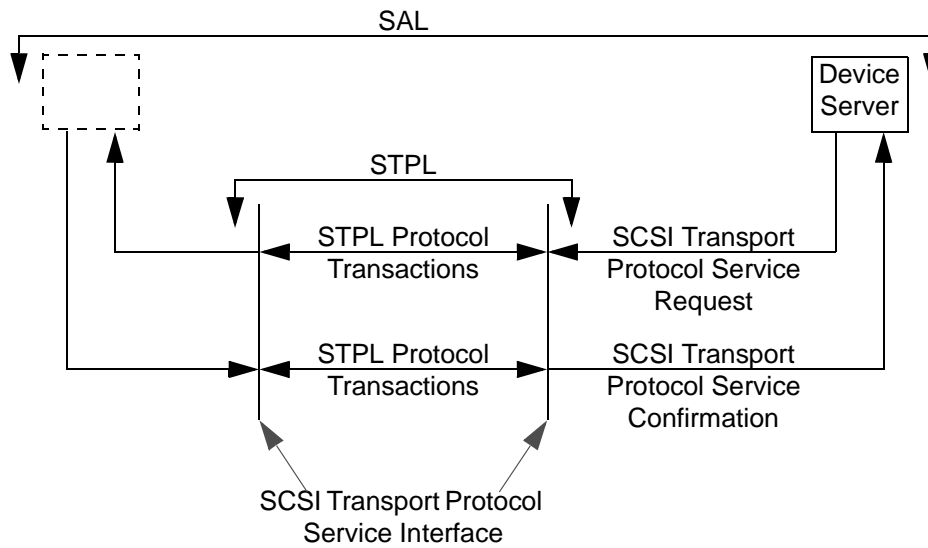 SAL
Device
Server
STPL
STPL Protocol
Transactions
SCSI Transport
Protocol Service
Request
STPL Protocol
Transactions
SCSI Transport
Protocol Service
Confirmation
SCSI Transport Protocol
Service Interface